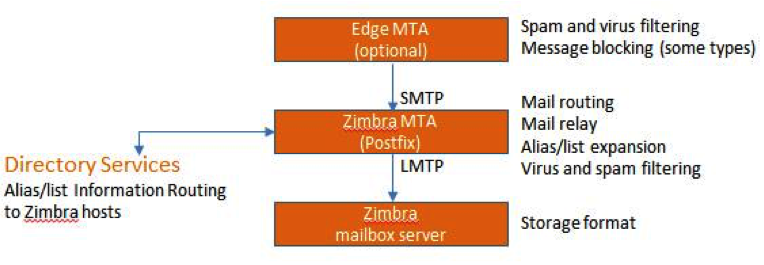 Edge MTA
(optional)
Spam and virus filtering
Message blocking (some types)
SMTP
Zimbra MTA
(Postfix)
Mail routing
Mail relay
Alias/list expansion
Virus and spam filtering
Directory Services
Alias/list Information Routing
to Zimbra hosts
LMTP
Zimbra
mailbox server
Storage format